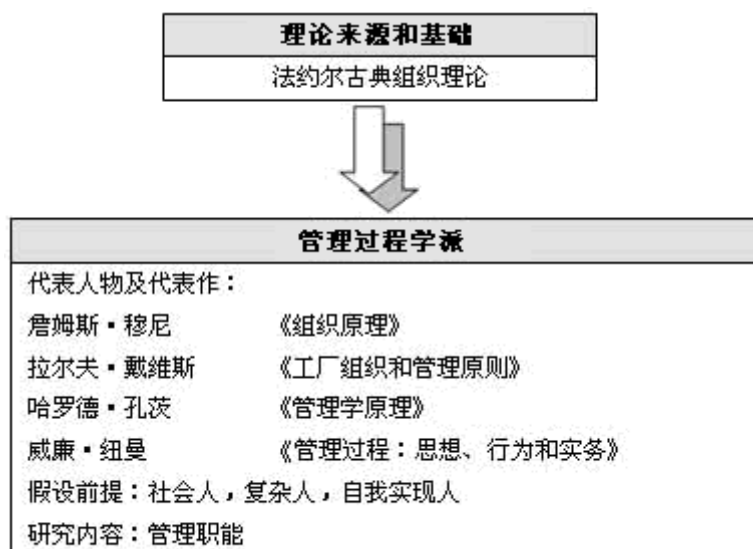 理论来源和基础
法约尔古典组织理论
管理过程学派
代表人物及代表作：
詹姆斯·穆尼 《组织原理》
拉尔夫·戴维斯 《工厂组织和管理原则》
哈罗德·孔茨 《管理学原理》
威廉·纽曼 《管理过程：思想、行为和实务》
假设前提：社会人，复杂人，自我实现人
研究内容：管理职能